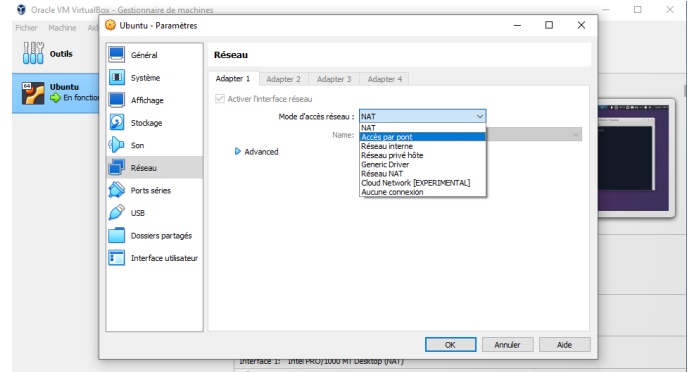 Oracle VM VirtualBox - Gestionnaire de machines
Fichier Machine Aid
Outils
Ubuntu
En fonction
Ubuntu - Paramètres
Général
Système
Affichage
Stockage
Son
Réseau
Ports séries
USB
Dossiers partagés
Interface utilisateur
Réseau
Adapter 1 Adapter 2 Adapter 3 Adapter 4
Activer l'interface réseau
Mode d'accès réseau : NAT
NAT
Accès par pont
Réseau interne
Réseau privé hôte
Generic Driver
Réseau NAT
Cloud Network [EXPERIMENTAL]
Aucune connexion
Name:
Advanced
OK Annuler Aide
Interface 1: Intel PRO/1000 MT Desktop (NAT)